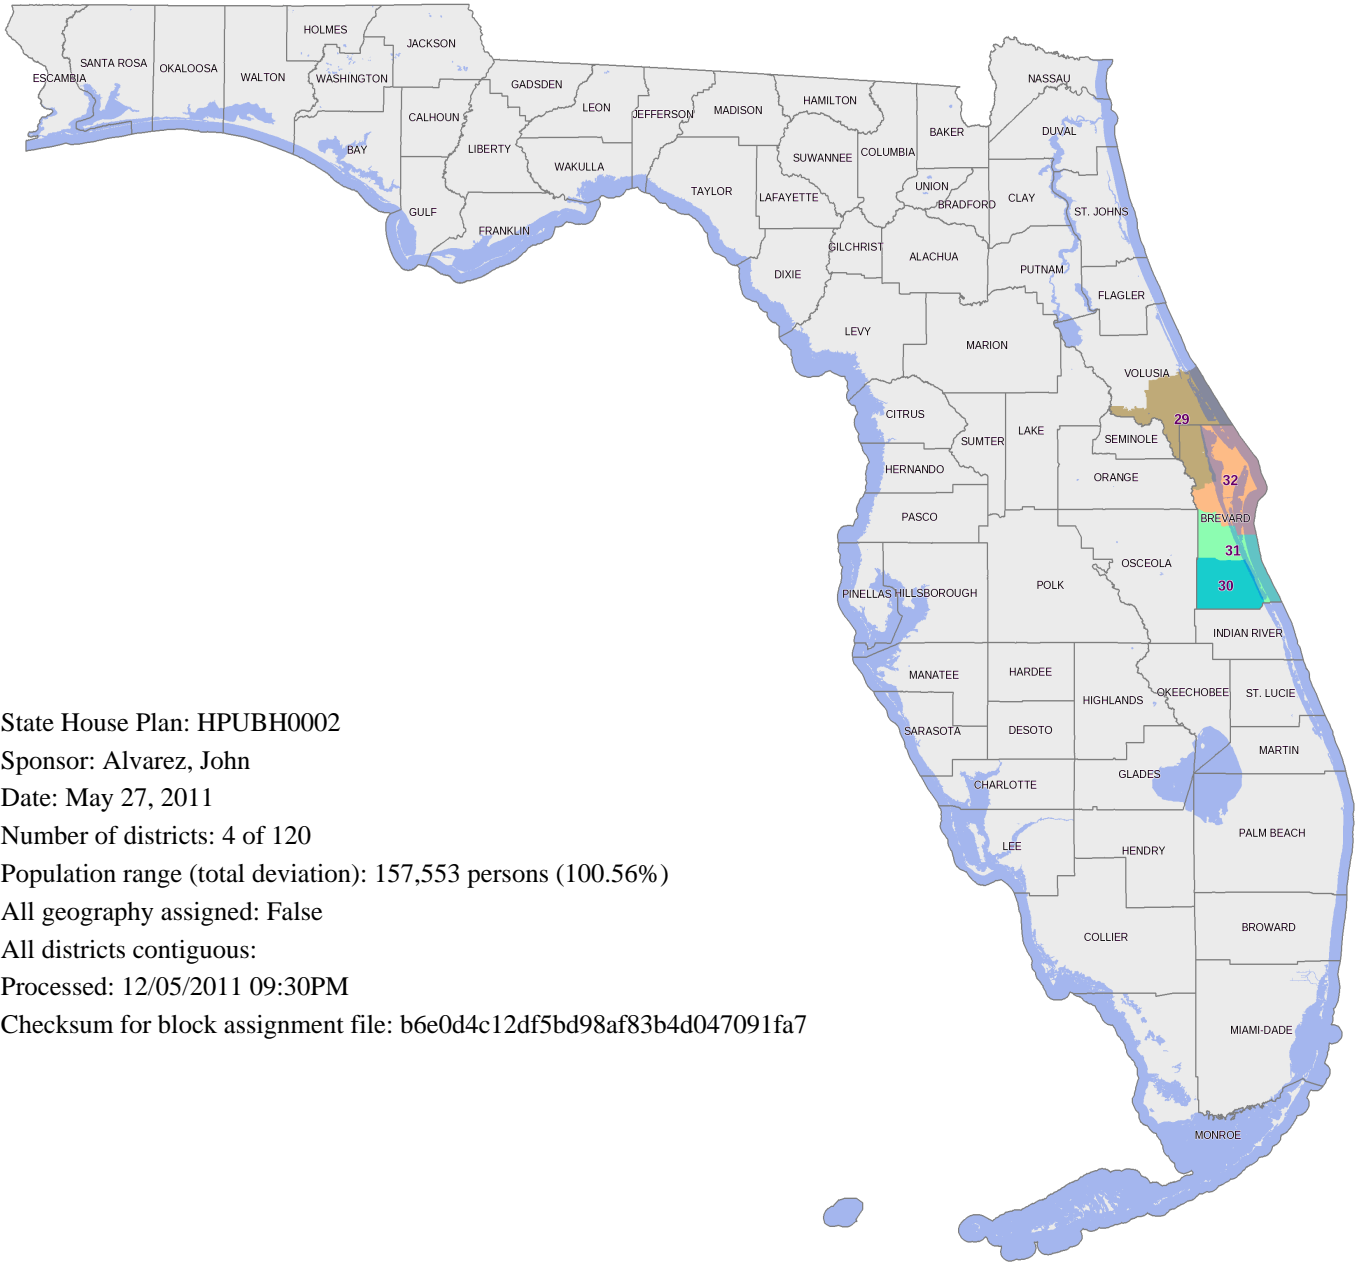 HOLMES
JACKSON
SANTA ROSA
OKALOOSA
ESCAMBIA
WALTON
WASHINGTON
GADSDEN
NASSAU
LEON
JEFFERSON
MADISON
HAMILTON
CALHOUN
BAKER
DUVAL
BAY
LIBERTY
SUWANNEE
COLUMBIA
WAKULLA
TAYLOR
LAFAYETTE
UNION
BRADFORD
CLAY
GULF
ST. JOHNS
FRANKLIN
GILCHRIST
ALACHUA
DIXIE
PUTNAM
FLAGLER
LEVY
MARION
VOLUSIA
CITRUS
29
LAKE
SUMTER
SEMINOLE
HERNANDO
ORANGE
32
PASCO
BREVARD
31
OSCEOLA
30
POLK
PINELLAS
HILLSBOROUGH
INDIAN RIVER
MANATEE
HARDEE
OKEECHOBEE
ST. LUCIE
HIGHLANDS
SARASOTA
DESOTO
MARTIN
GLADES
CHARLOTTE
PALM BEACH
LEE
HENDRY
BROWARD
COLLIER
MIAMI-DADE
MONROE
State House Plan: HPUBH0002
Sponsor: Alvarez, John
Date: May 27, 2011
Number of districts: 4 of 120
Population range (total deviation): 157,553 persons (100.56%)
All geography assigned: False
All districts contiguous:
Processed: 12/05/2011 09:30PM
Checksum for block assignment file: b6e0d4c12df5bd98af83b4d047091fa7